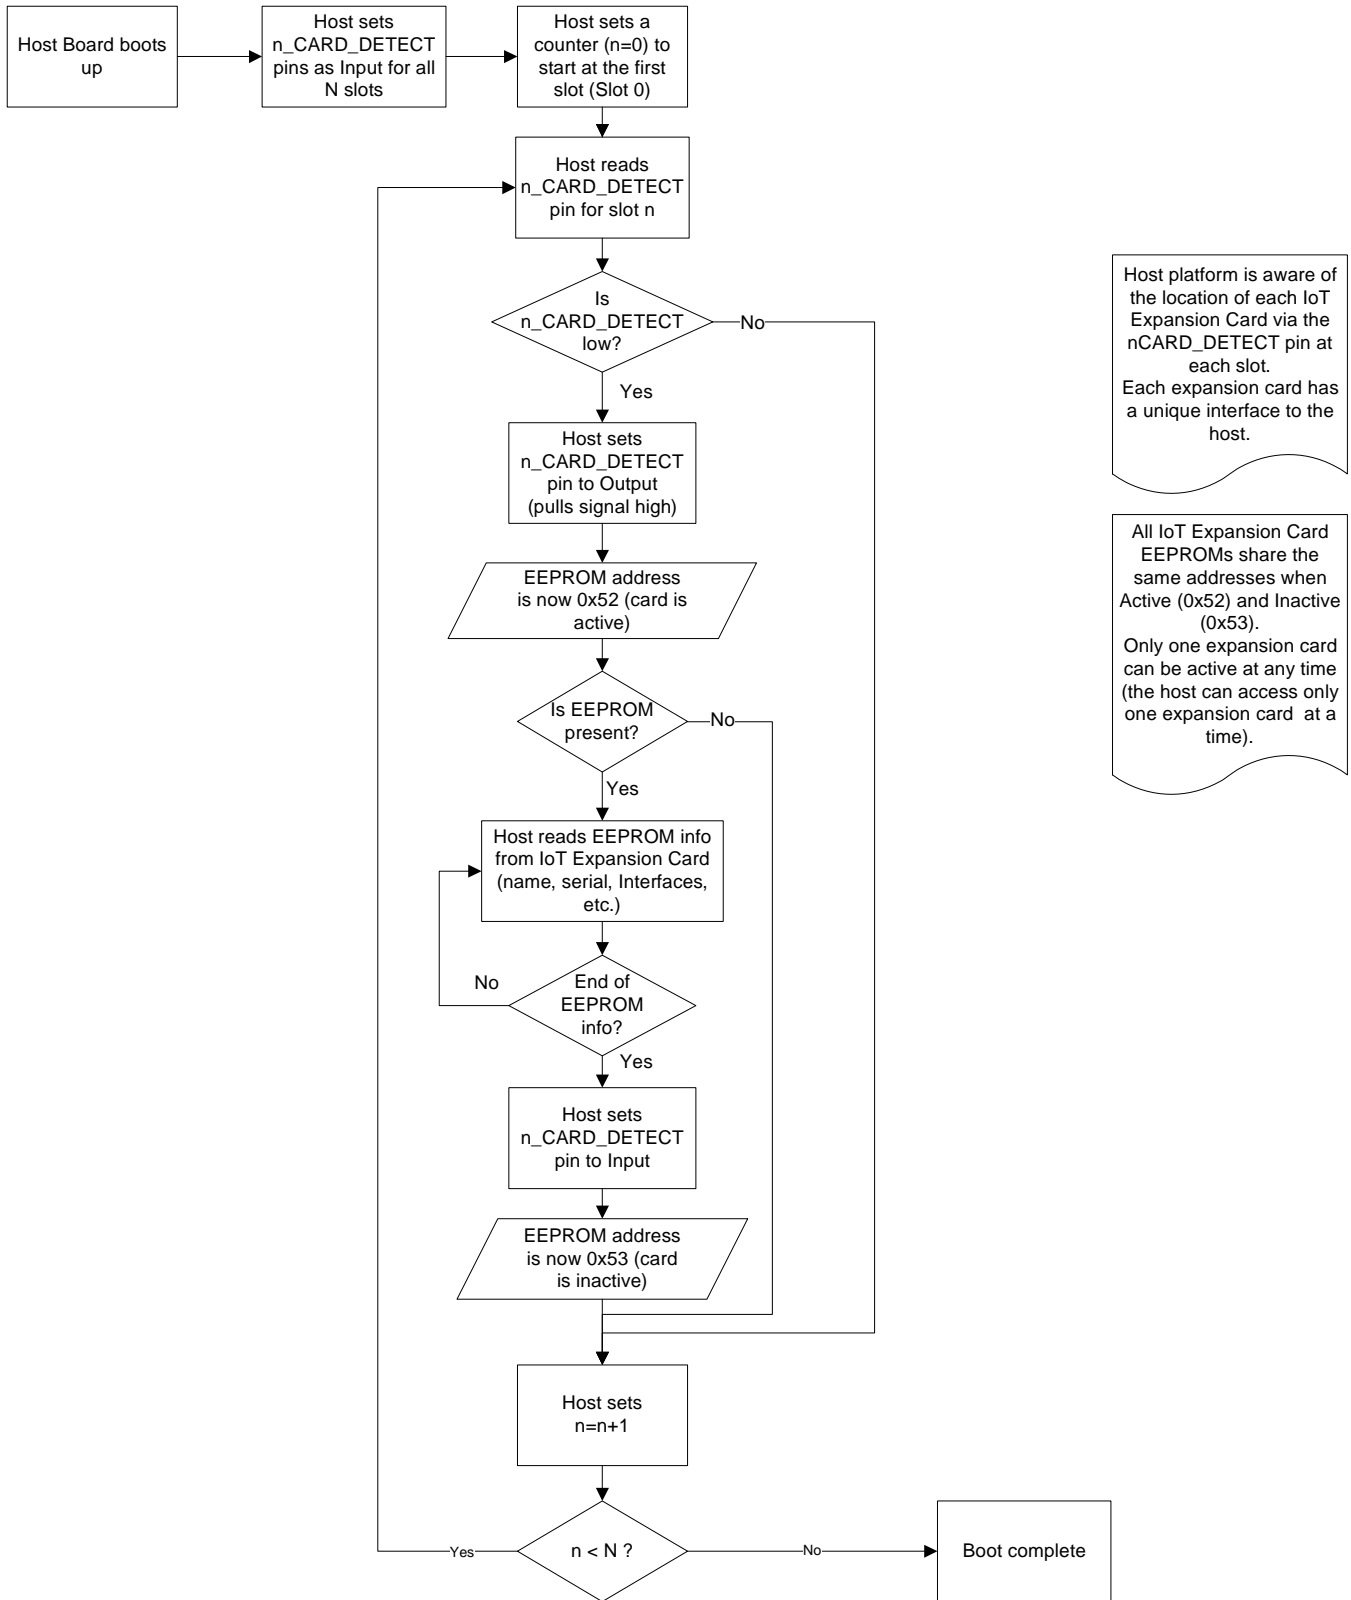 Host Board boots
up
Host sets
n_CARD_DETECT
pins as Input for all
N slots
Host sets a
counter (n=0) to
start at the first
slot (Slot 0)
Host reads
n_CARD_DETECT
pin for slot n
Is
n_CARD_DETECT
low?
No
Yes
Host sets
n_CARD_DETECT
pin to Output
(pulls signal high)
EEPROM address
is now 0x52 (card is
active)
Is EEPROM
present?
No
Yes
Host reads EEPROM info
from IoT Expansion Card
(name, serial, Interfaces,
etc.)
End of
EEPROM
info?
No
Yes
Host sets
n_CARD_DETECT
pin to Input
EEPROM address
is now 0x53 (card
is inactive)
Host sets
n=n+1
n < N ?
Yes
No
Boot complete
Host platform is aware of
the location of each IoT
Expansion Card via the
nCARD_DETECT pin at
each slot.
Each expansion card has
a unique interface to the
host.
All IoT Expansion Card
EEPROMs share the
same addresses when
Active (0x52) and Inactive
(0x53).
Only one expansion card
can be active at any time
(the host can access only
one expansion card  at a
time).